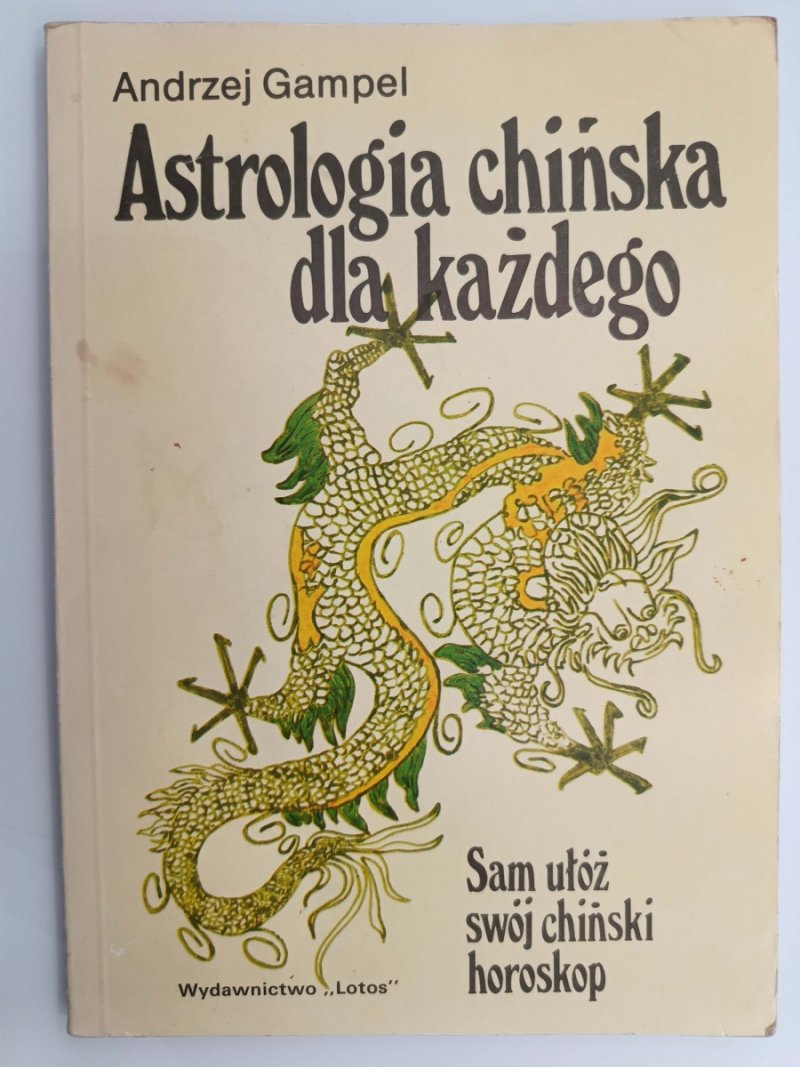 Andrzej Gampel
Astrologia chińska
dla każdego
Sam ułóż
swój chiński
horoskop
Wydawnictwo „Lotos"